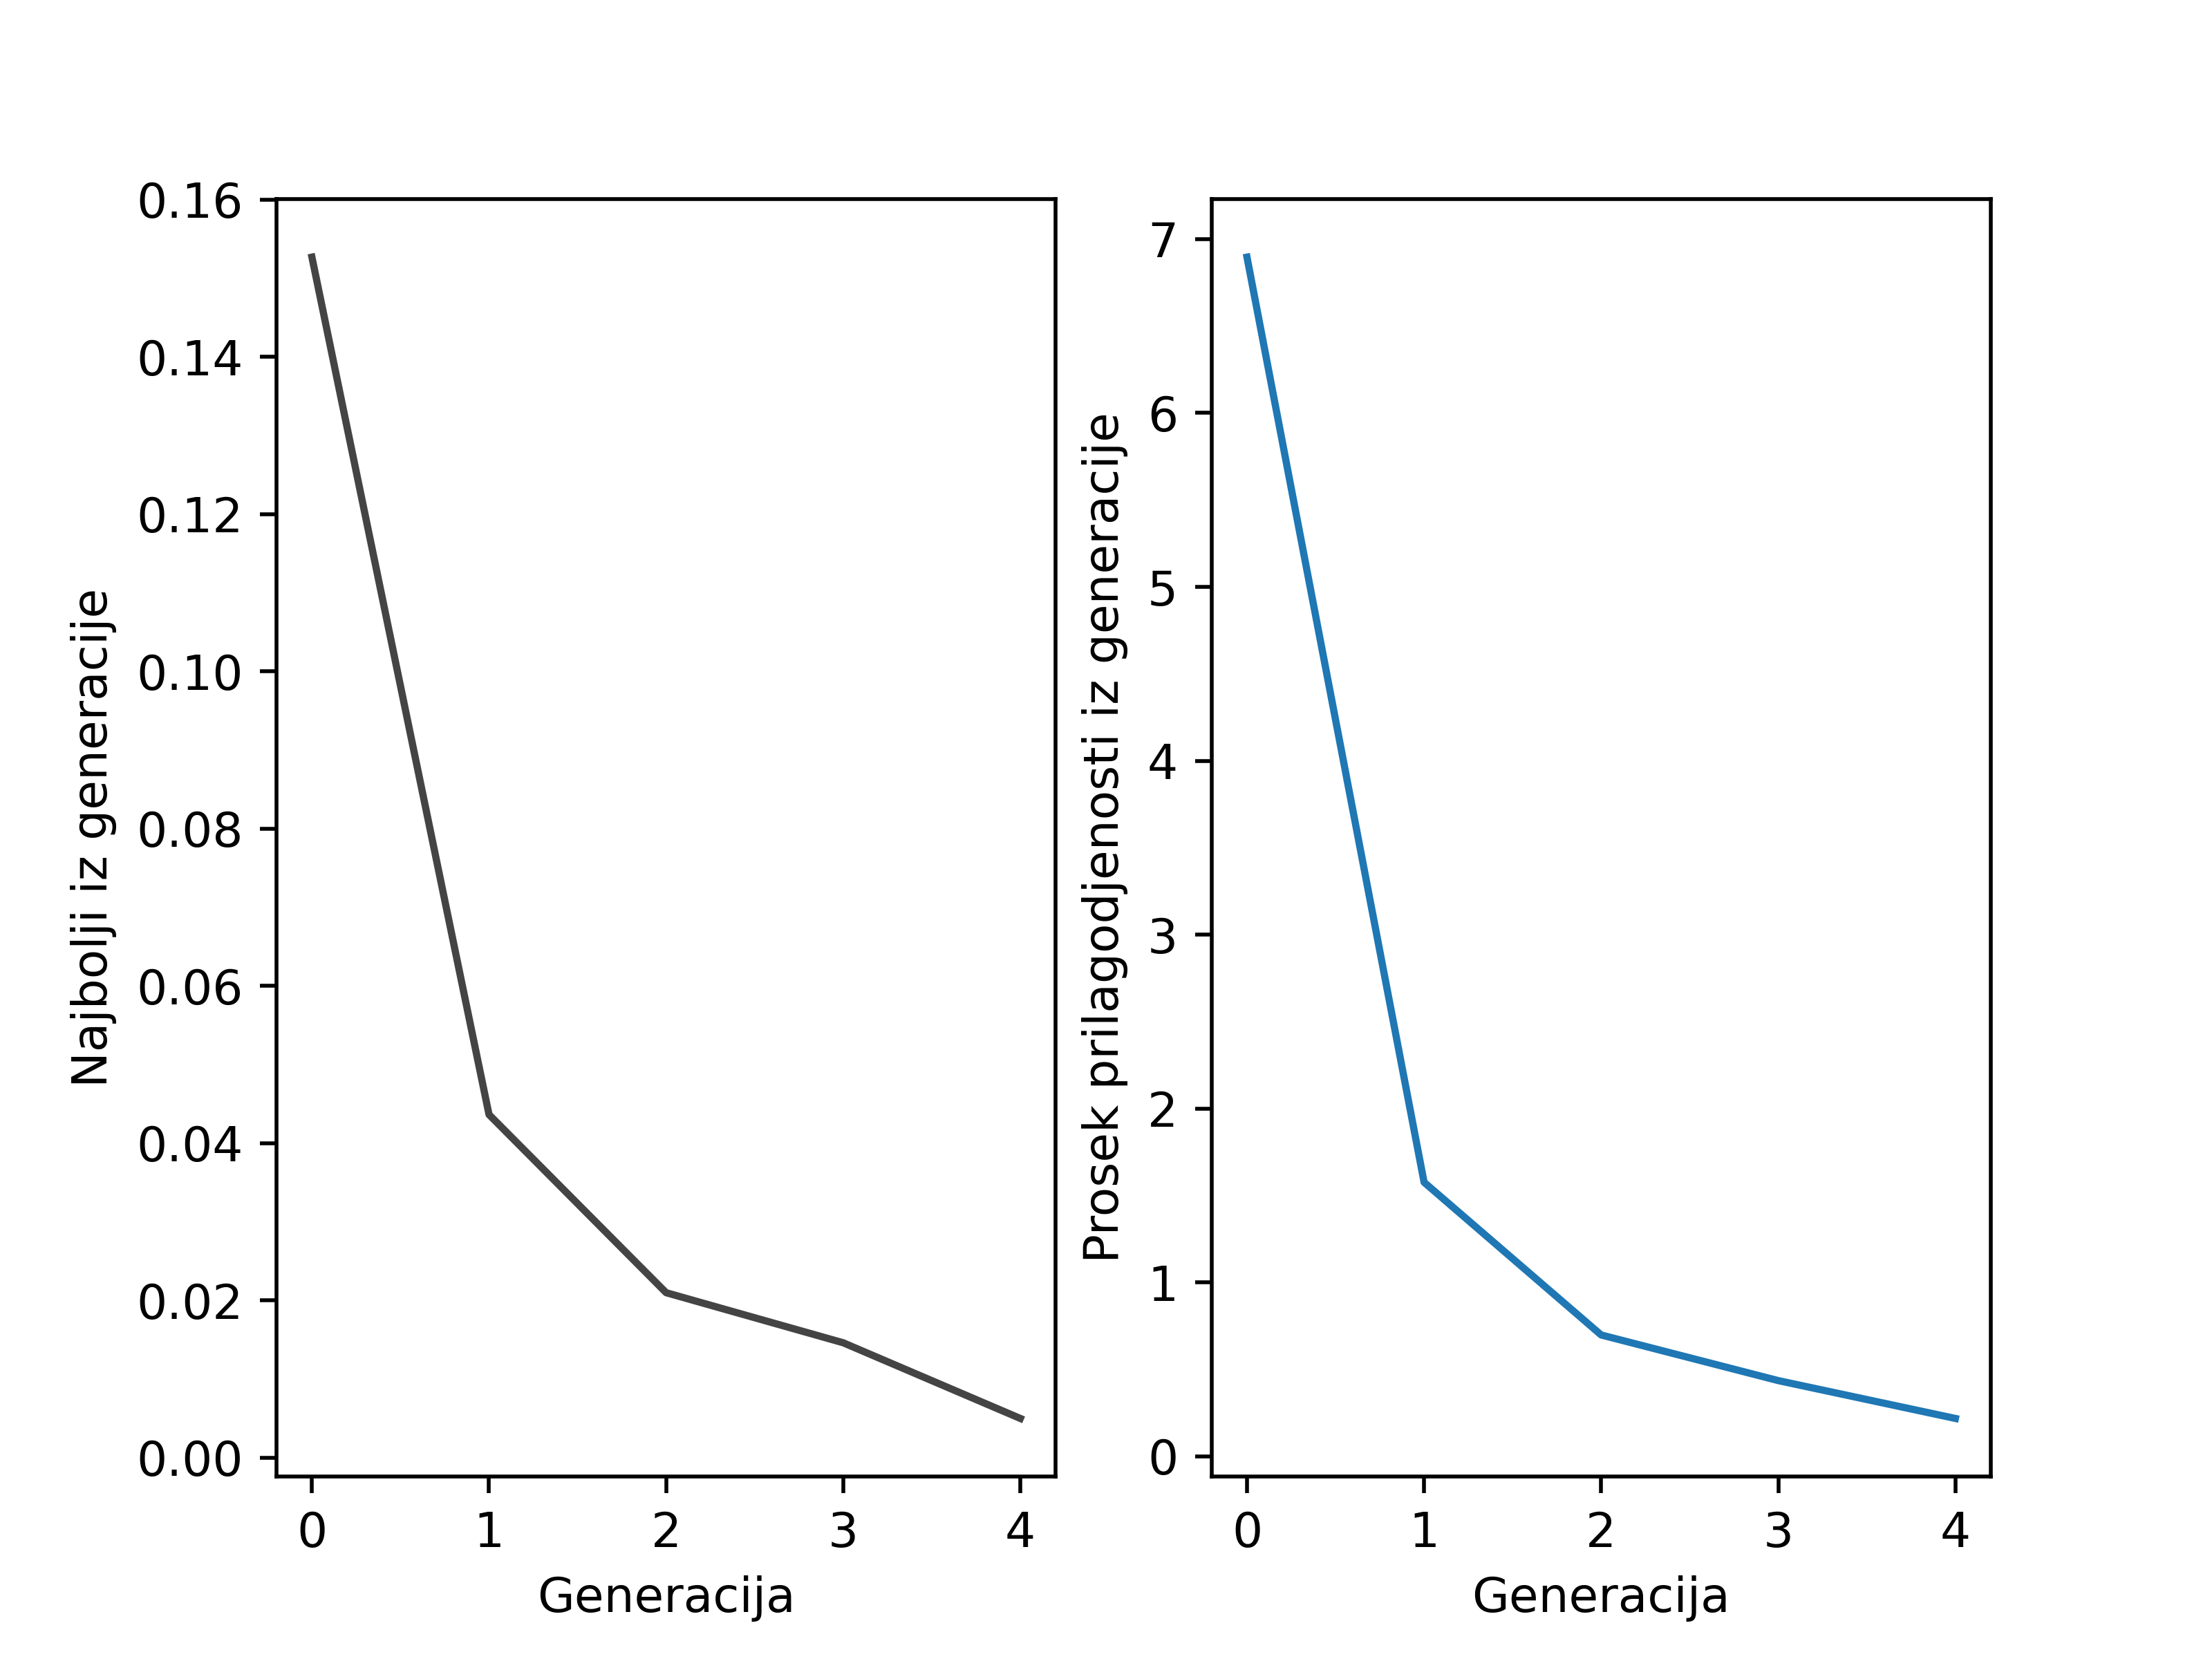 Najbolji iz generacije
0.16
0.14
0.12
0.10
0.08
0.06
0.04
0.02
0.00
0 1 2 3 4
Generacija
Prosek prilagodjenosti iz generacije
7
6
5
4
3
2
1
0
0 1 2 3 4
Generacija